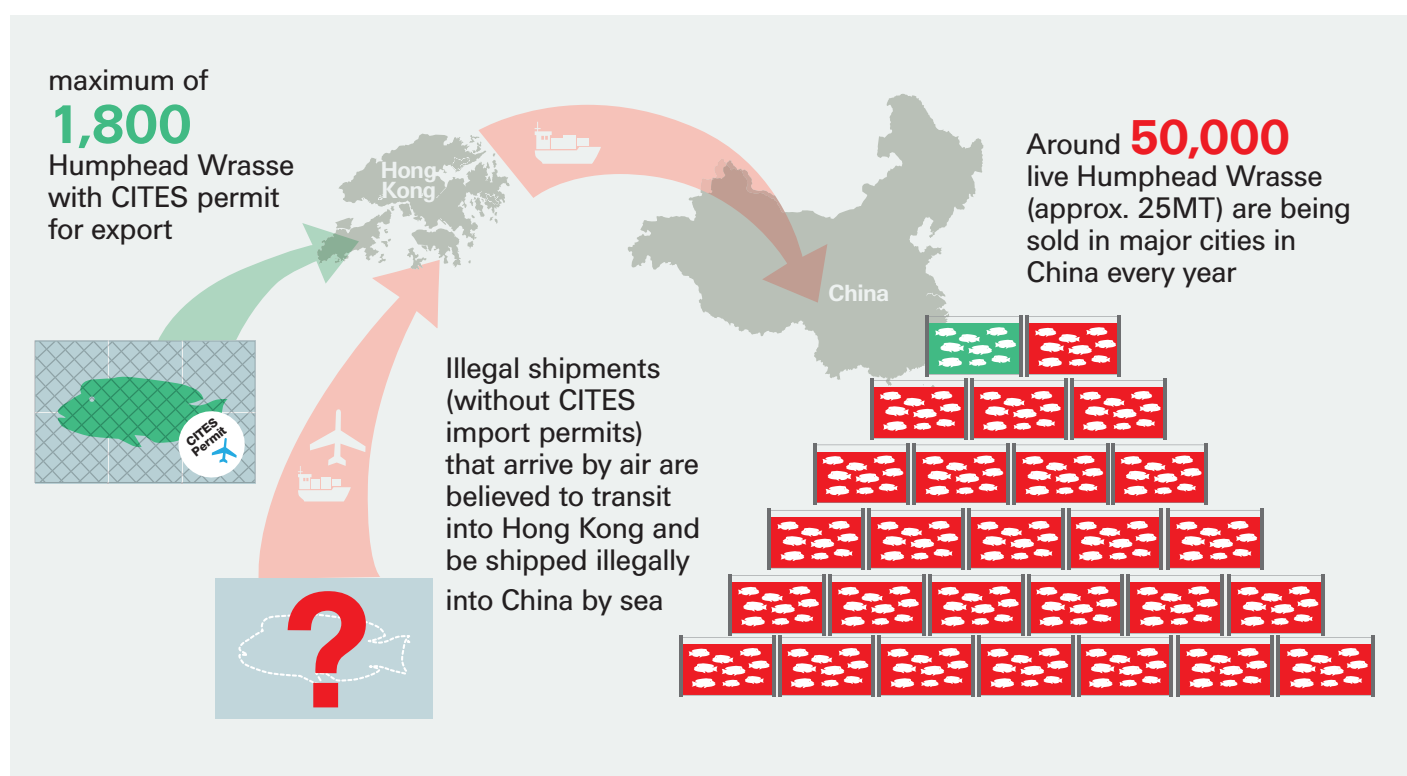 maximum of
1,800
Humphead Wrasse
with CITES permit
for export
Hong
Kong
China
Around 50,000
live Humphead Wrasse
(approx. 25MT) are being
sold in major cities in
China every year
CITES
Permit
Illegal shipments
(without CITES
import permits)
that arrive by air are
believed to transit
into Hong Kong and
be shipped illegally
into China by sea
?